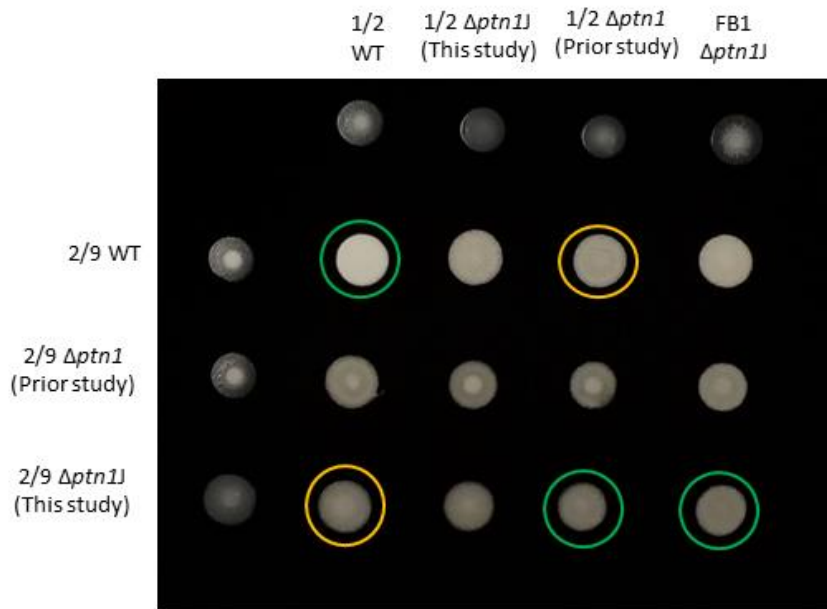 1/2
WT
1/2 Δptn1J
(This study)
1/2 Δptn1
(Prior study)
FB1
Δptn1J
2/9 WT
2/9 Δptn1
(Prior study)
2/9 Δptn1J
(This study)